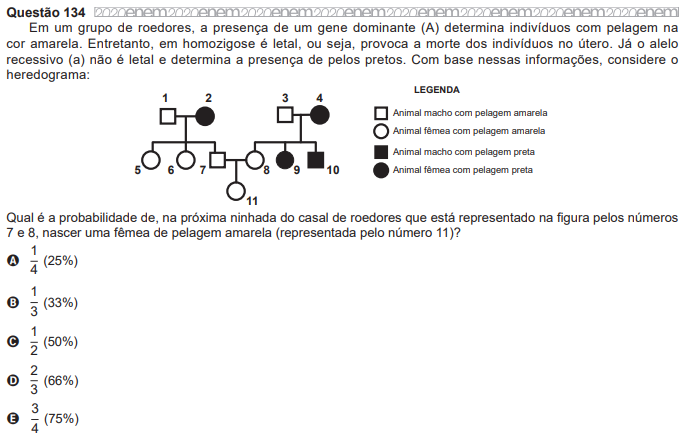 Questão 134 2020enem2020enem2020enem2020enem2020enem2020enem2020enem2020enem
Em um grupo de roedores, a presença de um gene dominante (A) determina indivíduos com pelagem na
cor amarela. Entretanto, em homozigose é letal, ou seja, provoca a morte dos indivíduos no útero. Já o alelo
recessivo (a) não é letal e determina a presença de pelos pretos. Com base nessas informações, considere o
heredograma:
LEGENDA
1 2 3 4
Animal macho com pelagem amarela
Animal fêmea com pelagem amarela
Animal macho com pelagem preta
Animal fêmea com pelagem preta
5 6 7 8 9 10
11
Qual é a probabilidade de, na próxima ninhada do casal de roedores que está representado na figura pelos números
7 e 8, nascer uma fêmea de pelagem amarela (representada pelo número 11)?
A 1/4 (25%)
B 1/3 (33%)
C 1/2 (50%)
D 2/3 (66%)
E 3/4 (75%)